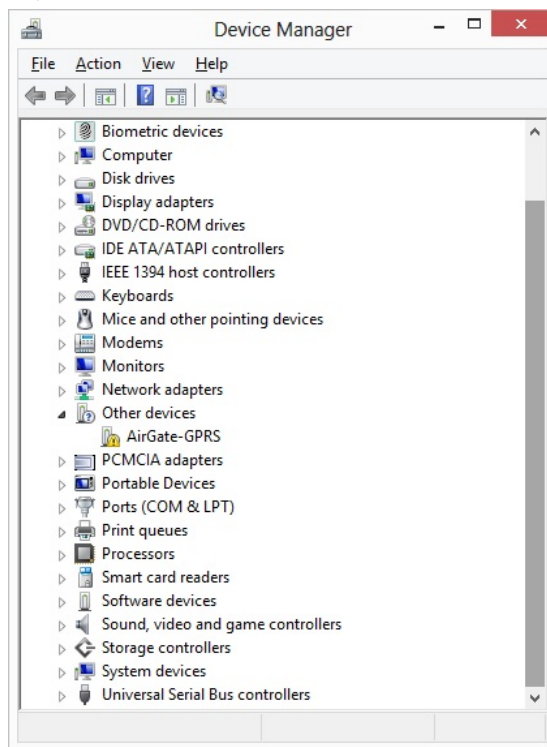 Device Manager
File Action View Help
Biometric devices
Computer
Disk drives
Display adapters
DVD/CD-ROM drives
IDE ATA/ATAPI controllers
IEEE 1394 host controllers
Keyboards
Mice and other pointing devices
Modems
Monitors
Network adapters
Other devices
AirGate-GPRS
PCMCIA adapters
Portable Devices
Ports (COM & LPT)
Print queues
Processors
Smart card readers
Software devices
Sound, video and game controllers
Storage controllers
System devices
Universal Serial Bus controllers